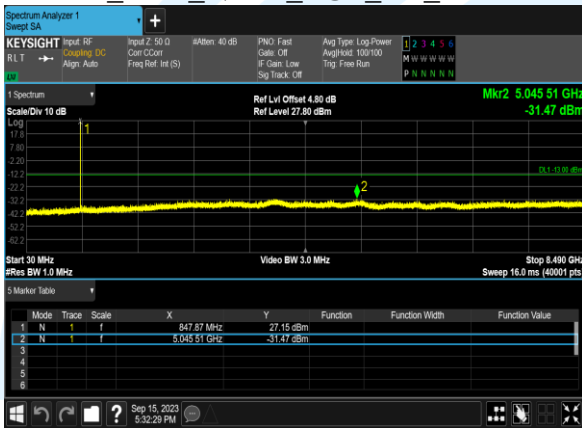 Spectrum Analyzer 1
Swept SA
+
KEYSIGHT Input: RF Input Z: 50 Ω #Atten: 40 dB PNO: Fast Avg Type: Log-Power 1 2 3 4 5 6
RLT Coupling: DC Corr CCorr Gate: Off Avg|Hold: 100/100 M W W W W W
Align: Auto Freq Ref: Int (S) IF Gain: Low Trig: Free Run
LV Sig Track: Off P N N N N N
1 Spectrum Ref Lvl Offset 4.80 dB Mkr2 5.045 51 GHz
Scale/Div 10 dB Ref Level 27.80 dBm -31.47 dBm
Log
17.8
7.80
-2.20
-12.2
-22.2
-32.2
-42.2
-52.2
-62.2
1
DL1 -13.00 dBm
2
Start 30 MHz Video BW 3.0 MHz Stop 8.490 GHz
#Res BW 1.0 MHz Sweep 16.0 ms (40001 pts)
5 Marker Table
Mode Trace Scale X Y Function Function Width Function Value
1 N 1 f 847.87 MHz 27.15 dBm
2 N 1 f 5.045 51 GHz -31.47 dBm
3
4
5
6
? Sep 15, 2023
5:32:29 PM